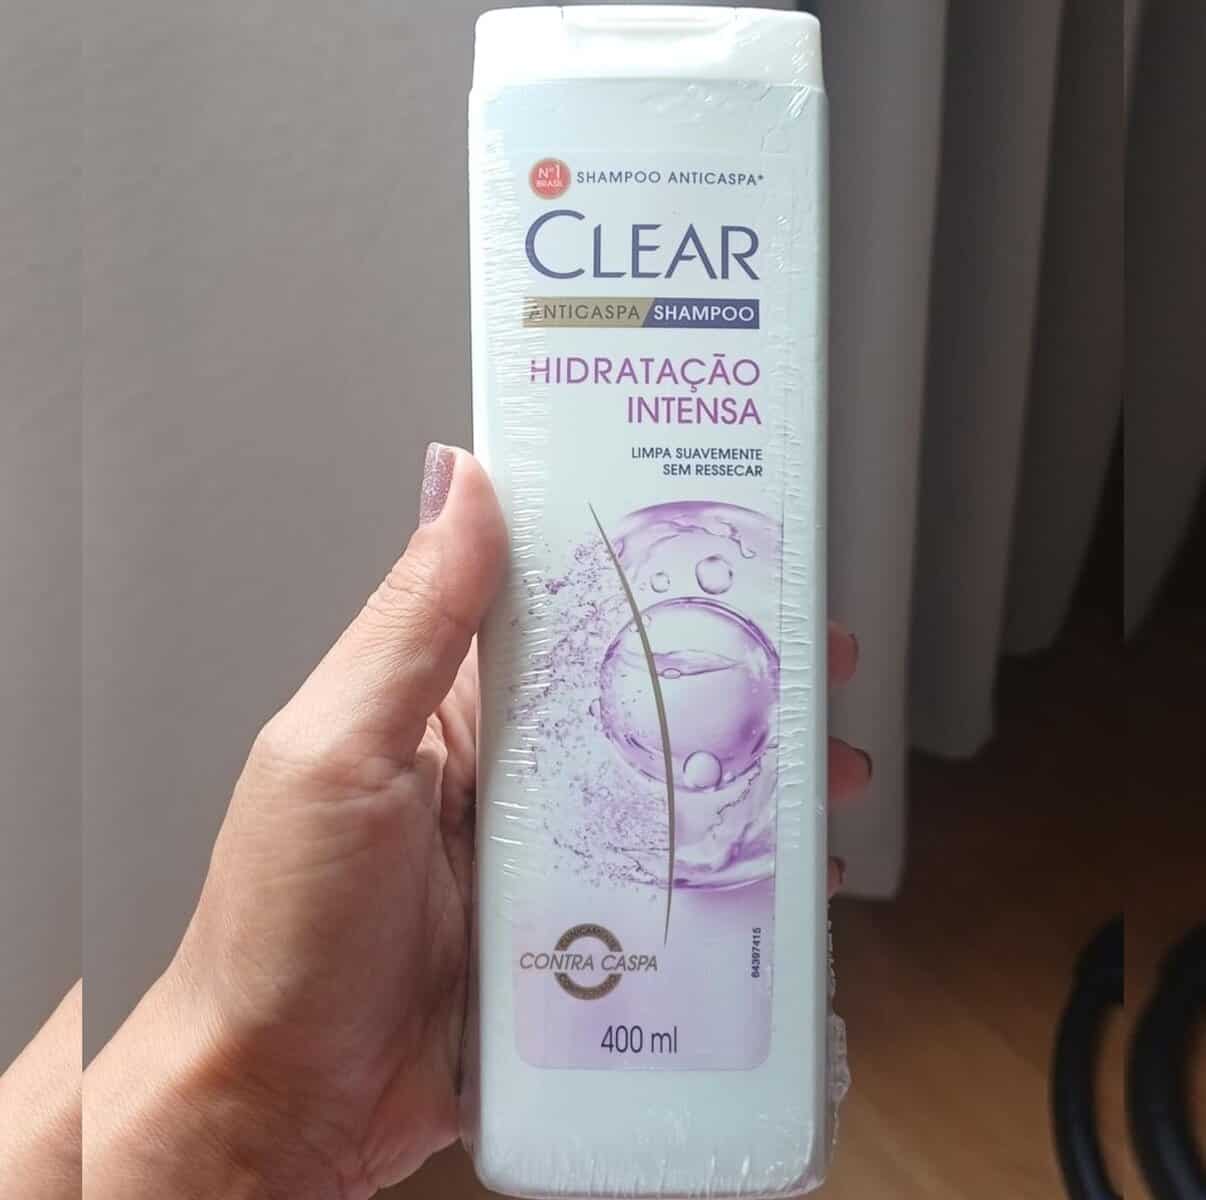 Nº1
BRASIL
SHAMPOO ANTICASPA*
CLEAR
ANTICASPA SHAMPOO
HIDRATAÇÃO
INTENSA
LIMPA SUAVEMENTE
SEM RESSECAR
CONTRA CASPA
64397415
400 ml